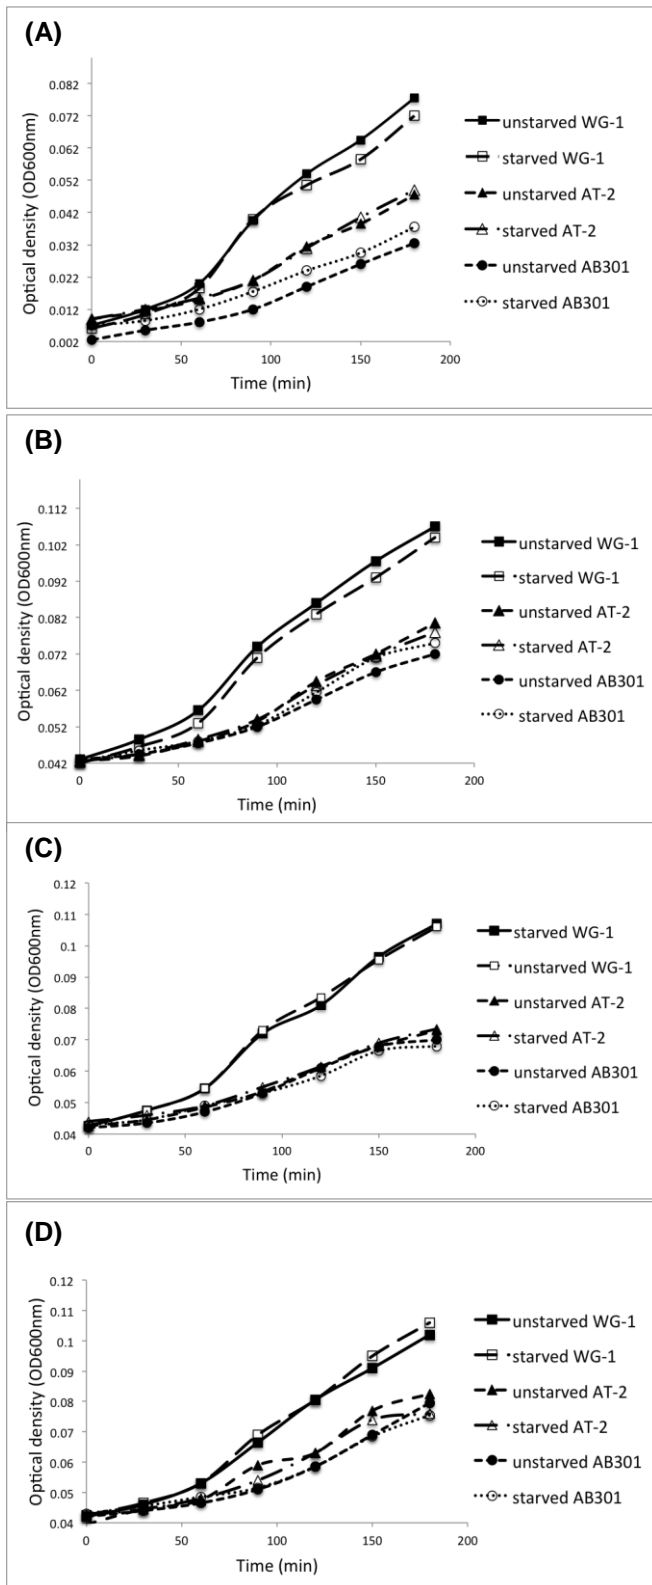 (A)
0.082
0.072
0.062
0.052
0.042
0.032
0.022
0.012
0.002
Optical density (OD600nm)
0
50
100
150
200
Time (min)
unstarved WG-1
starved WG-1
unstarved AT-2
starved AT-2
unstarved AB301
starved AB301
(B)
0.112
0.102
0.092
0.082
0.072
0.062
0.052
0.042
Optical density (OD600nm)
0
50
100
150
200
Time (min)
unstarved WG-1
starved WG-1
unstarved AT-2
starved AT-2
unstarved AB301
starved AB301
(C)
0.12
0.11
0.1
0.09
0.08
0.07
0.06
0.05
0.04
Optical density (OD600nm)
0
50
100
150
200
Time (min)
starved WG-1
unstarved WG-1
unstarved AT-2
starved AT-2
unstarved AB301
starved AB301
(D)
0.12
0.11
0.1
0.09
0.08
0.07
0.06
0.05
0.04
Optical density (OD600nm)
0
50
100
150
200
Time (min)
unstarved WG-1
starved WG-1
unstarved AT-2
starved AT-2
unstarved AB301
starved AB301